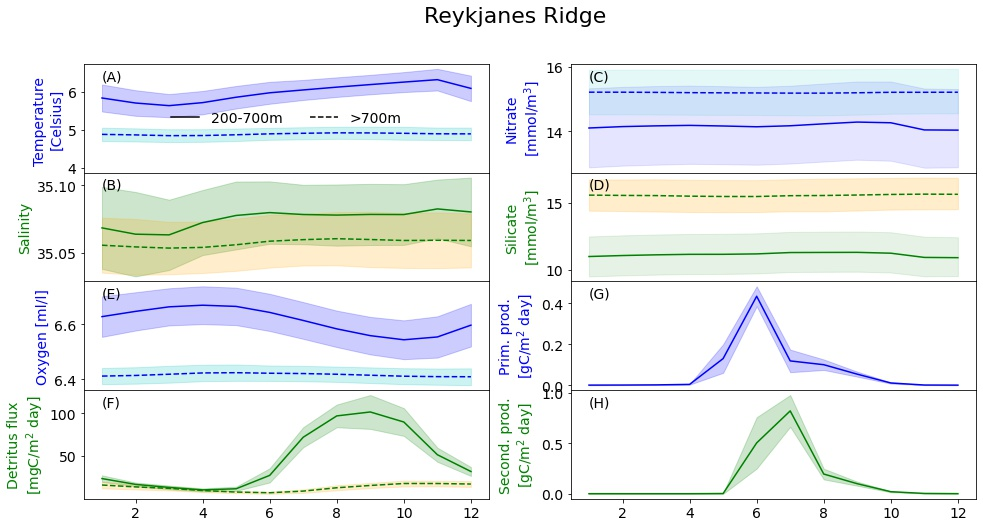 Reykjanes Ridge
(A)
Temperature
[Celsius]
6
5
4
200-700m
>700m
(B)
Salinity
35.10
35.05
(E)
Oxygen [ml/l]
6.6
6.4
(F)
Detritus flux
[mgC/m² day]
100
50
2 4 6 8 10 12
(C)
Nitrate
[mmol/m³]
16
14
(D)
Silicate
[mmol/m³]
15
10
(G)
Prim. prod.
[gC/m² day]
0.4
0.2
0.0
(H)
Second. prod.
[gC/m² day]
1.0
0.5
0.0
2 4 6 8 10 12